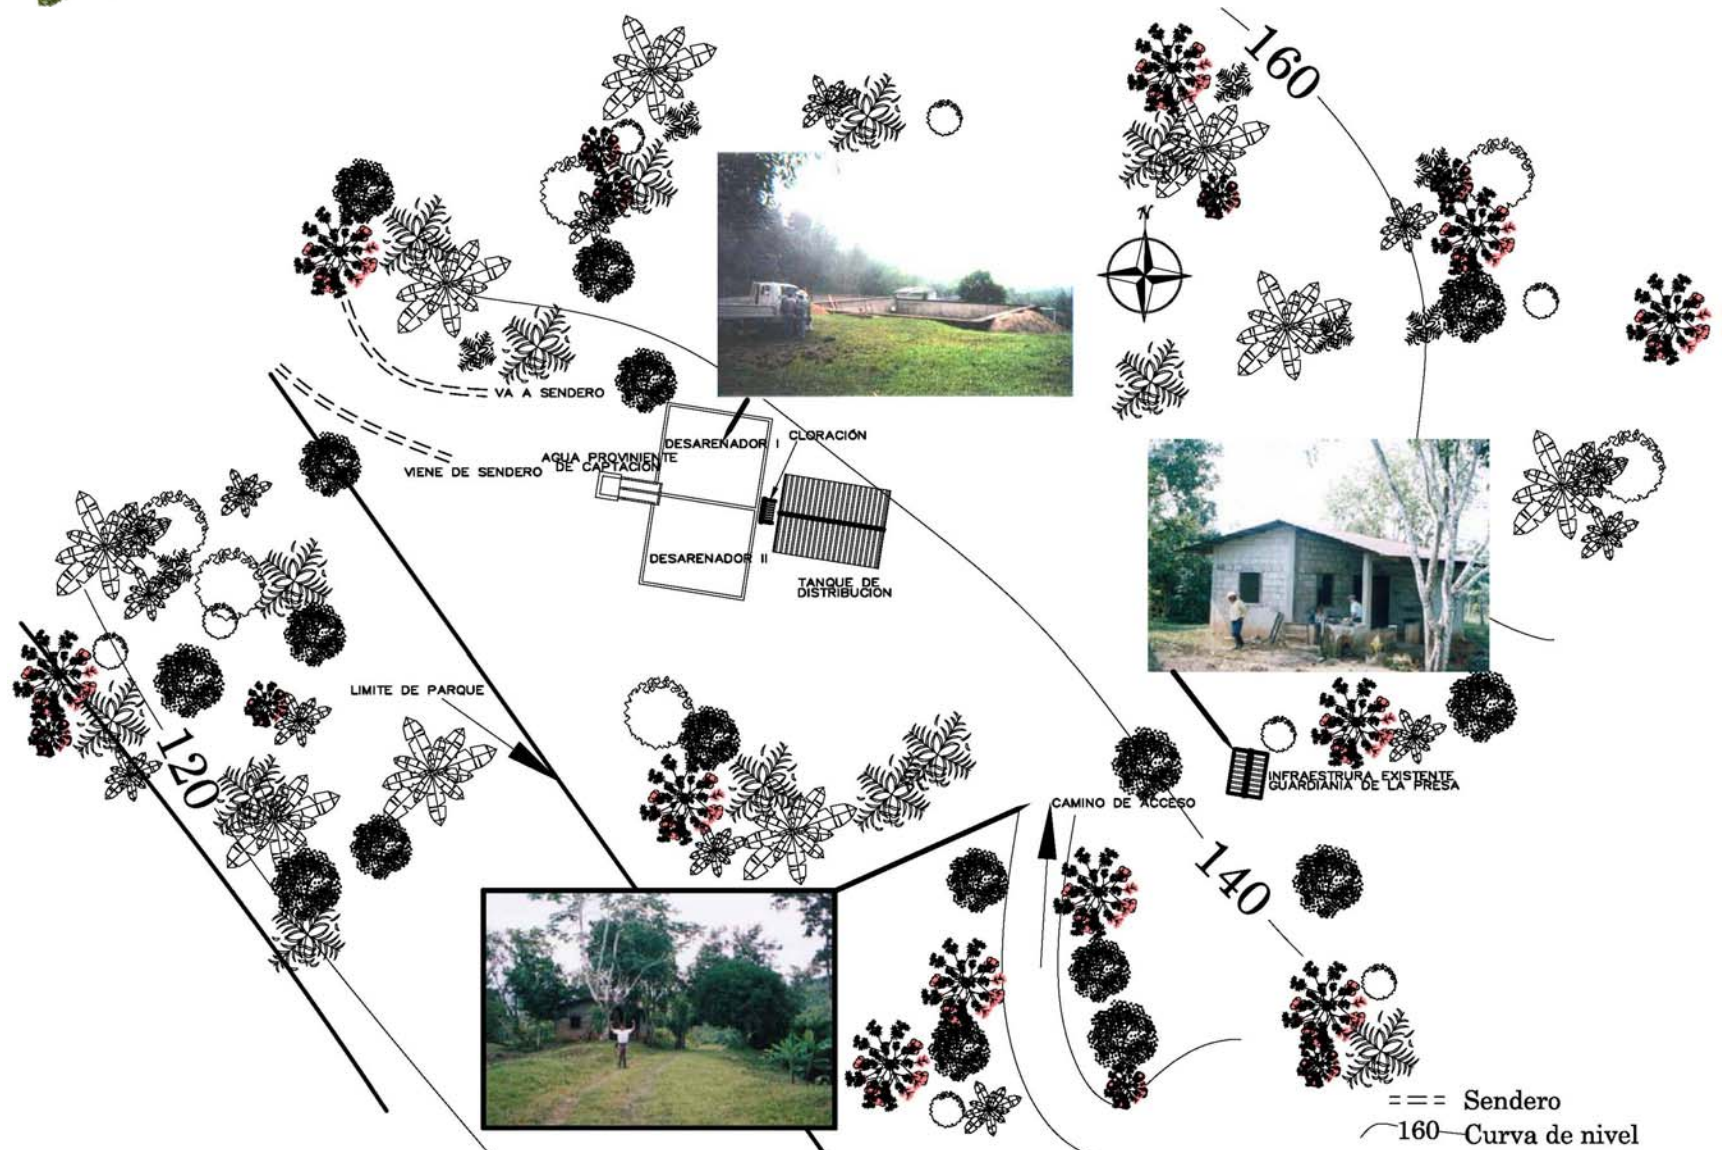 160
N
VA A SENDERO
VIENE DE SENDERO
AGUA PROVINIENTE
DE CAPTACIÓN
DESARENADOR I
CLORACIÓN
DESARENADOR II
TANQUE DE
DISTRIBUCIÓN
LIMITE DE PARQUE
120
CAMINO DE ACCESO
INFRAESTRURA EXISTENTE
GUARDIANIA DE LA PRESA
140
Sendero
160 Curva de nivel